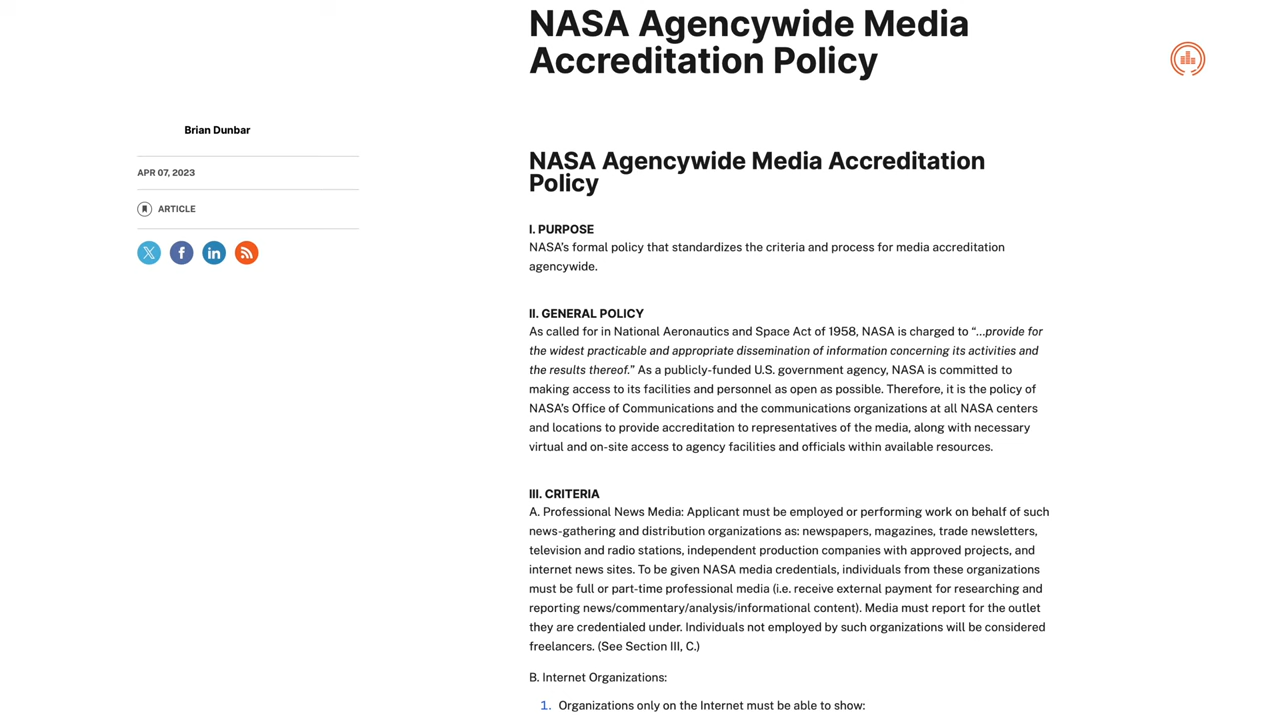 NASA Agencywide Media
Accreditation Policy
Brian Dunbar
APR 07, 2023
ARTICLE
NASA Agencywide Media Accreditation
Policy
I. PURPOSE
NASA’s formal policy that standardizes the criteria and process for media accreditation
agencywide.
II. GENERAL POLICY
As called for in National Aeronautics and Space Act of 1958, NASA is charged to “…provide for
the widest practicable and appropriate dissemination of information concerning its activities and
the results thereof.” As a publicly-funded U.S. government agency, NASA is committed to
making access to its facilities and personnel as open as possible. Therefore, it is the policy of
NASA’s Office of Communications and the communications organizations at all NASA centers
and locations to provide accreditation to representatives of the media, along with necessary
virtual and on-site access to agency facilities and officials within available resources.
III. CRITERIA
A. Professional News Media: Applicant must be employed or performing work on behalf of such
news-gathering and distribution organizations as: newspapers, magazines, trade newsletters,
television and radio stations, independent production companies with approved projects, and
internet news sites. To be given NASA media credentials, individuals from these organizations
must be full or part-time professional media (i.e. receive external payment for researching and
reporting news/commentary/analysis/informational content). Media must report for the outlet
they are credentialed under. Individuals not employed by such organizations will be considered
freelancers. (See Section III, C.)
B. Internet Organizations:
1. Organizations only on the Internet must be able to show: